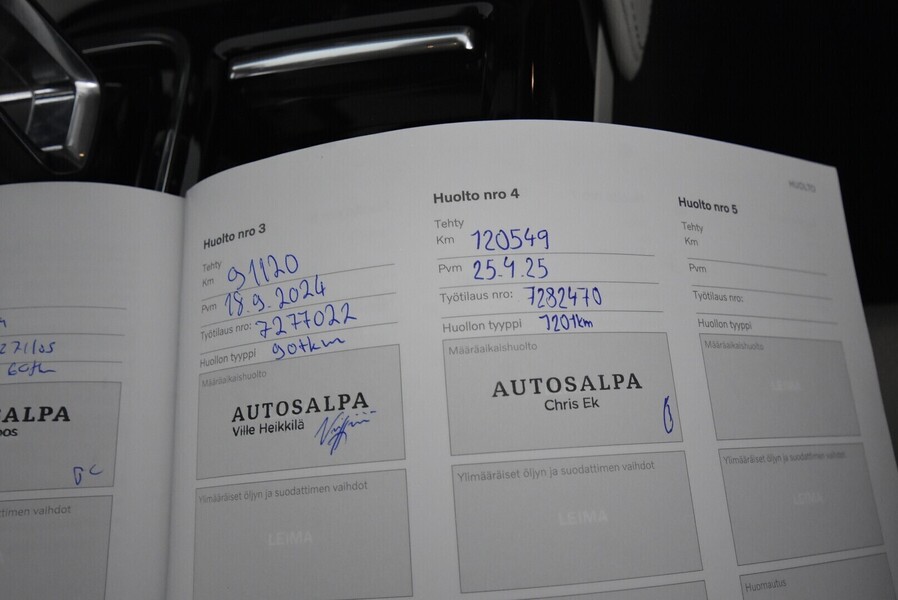 HUOLTO
60th
ALPA
ttimen vaihdot
Huolto nro 3
Tehty
Km 91120
Pvm 18.9.2024
Työtilaus nro: 7277022
Huollon tyyppi 90tkm
Määräaikaishuolto
AUTOSALPA
Ville Heikkilä
Ylimääräiset öljyn ja suodattimen vaihdot
LEIMA
Huolto nro 4
Tehty
Km 120549
Pvm 25.4.25
Työtilaus nro: 7282470
Huollon tyyppi 120tkm
Määräaikaishuolto
AUTOSALPA
Chris Ek
Ylimääräiset öljyn ja suodattimen vaihdot
LEIMA
Huolto nro 5
Tehty
Km
Pvm
Työtilaus nro:
Huollon tyyppi
Määräaikaishuolto
LEIMA
Ylimääräiset öljyn ja suodattimen vaihdot
LEIMA
Huomautus